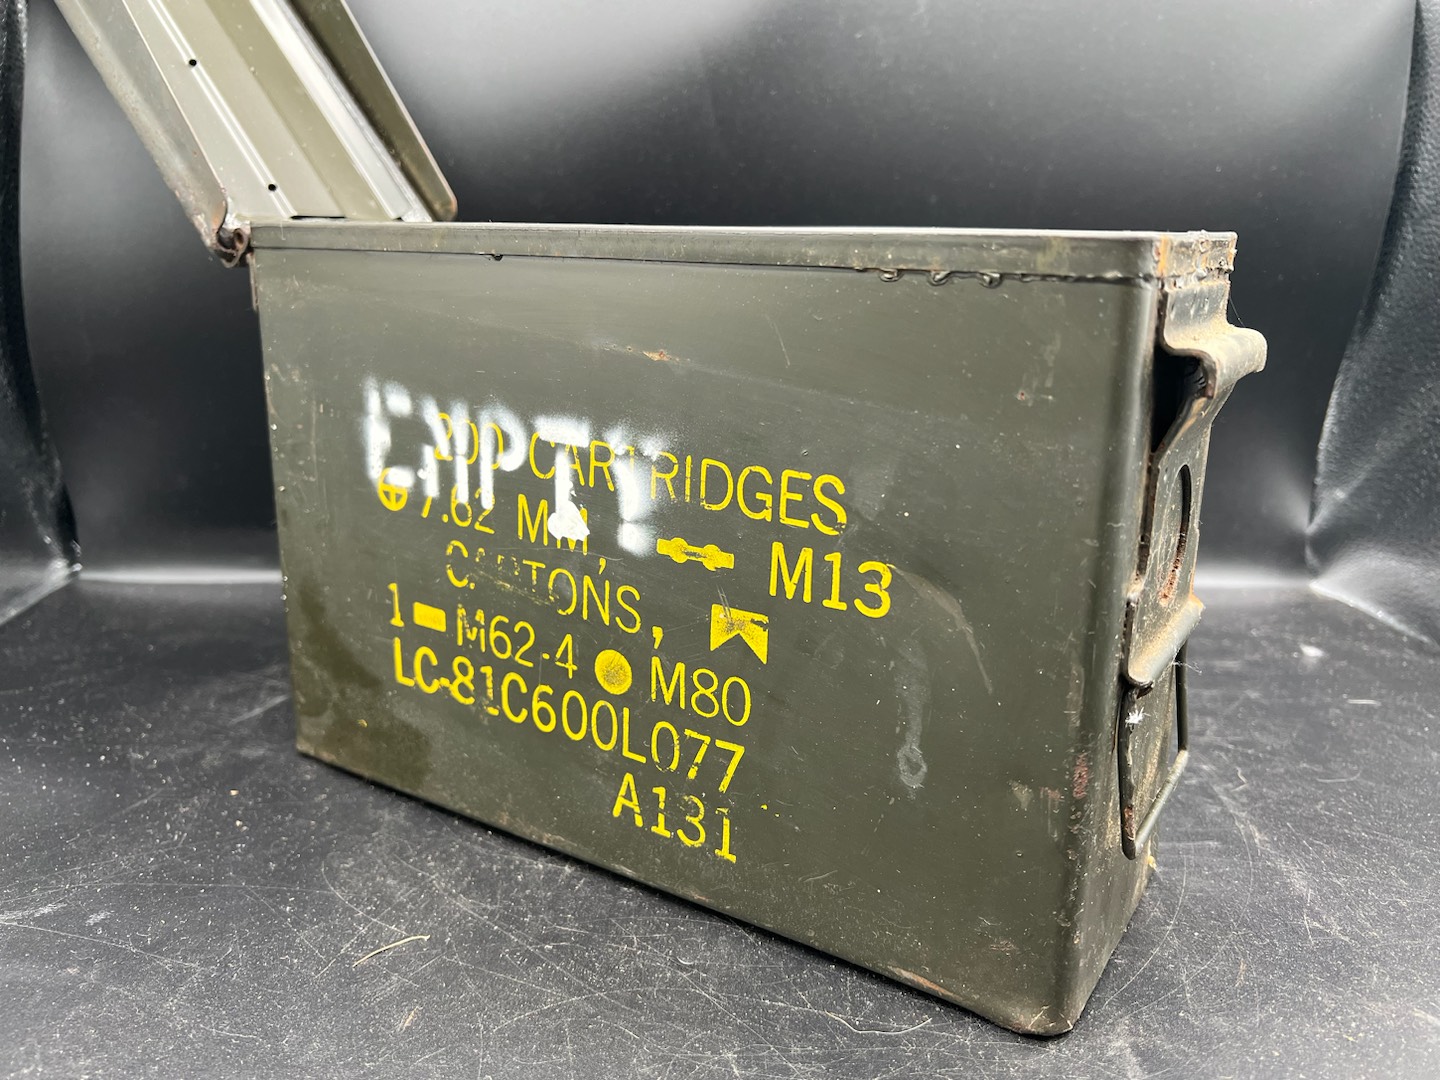 EMPTY
200 CARTRIDGES
7.62 MM, M13
CARTONS,
1 M62-4 M80
LC-81C600L077
A131